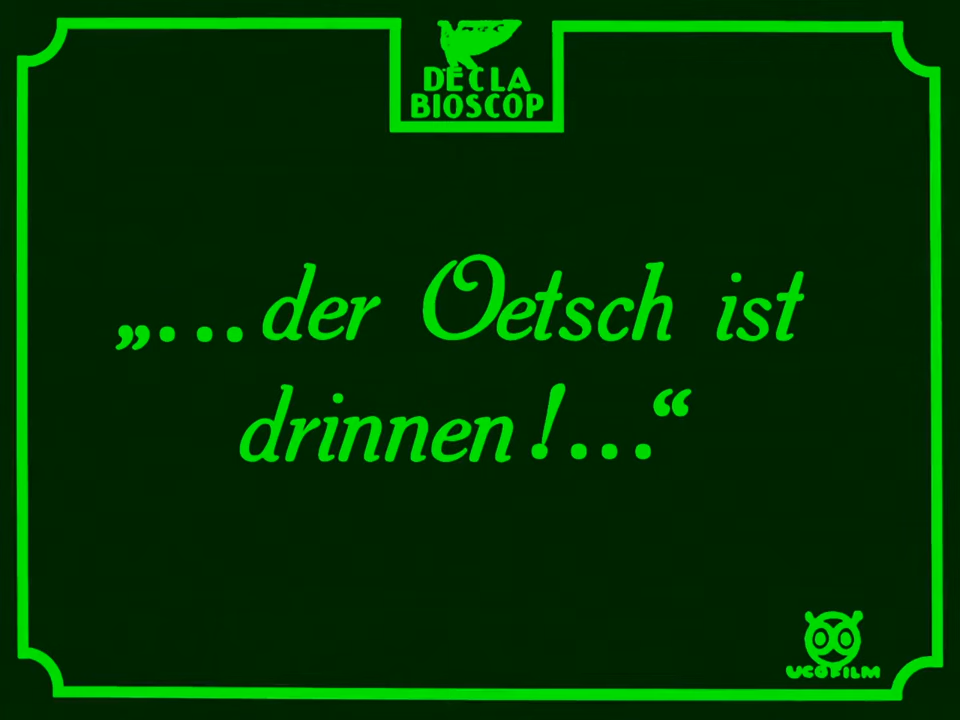 DECLA
BIOSCOP
„...der Oetsch ist
drinnen!...“
UCOFILM